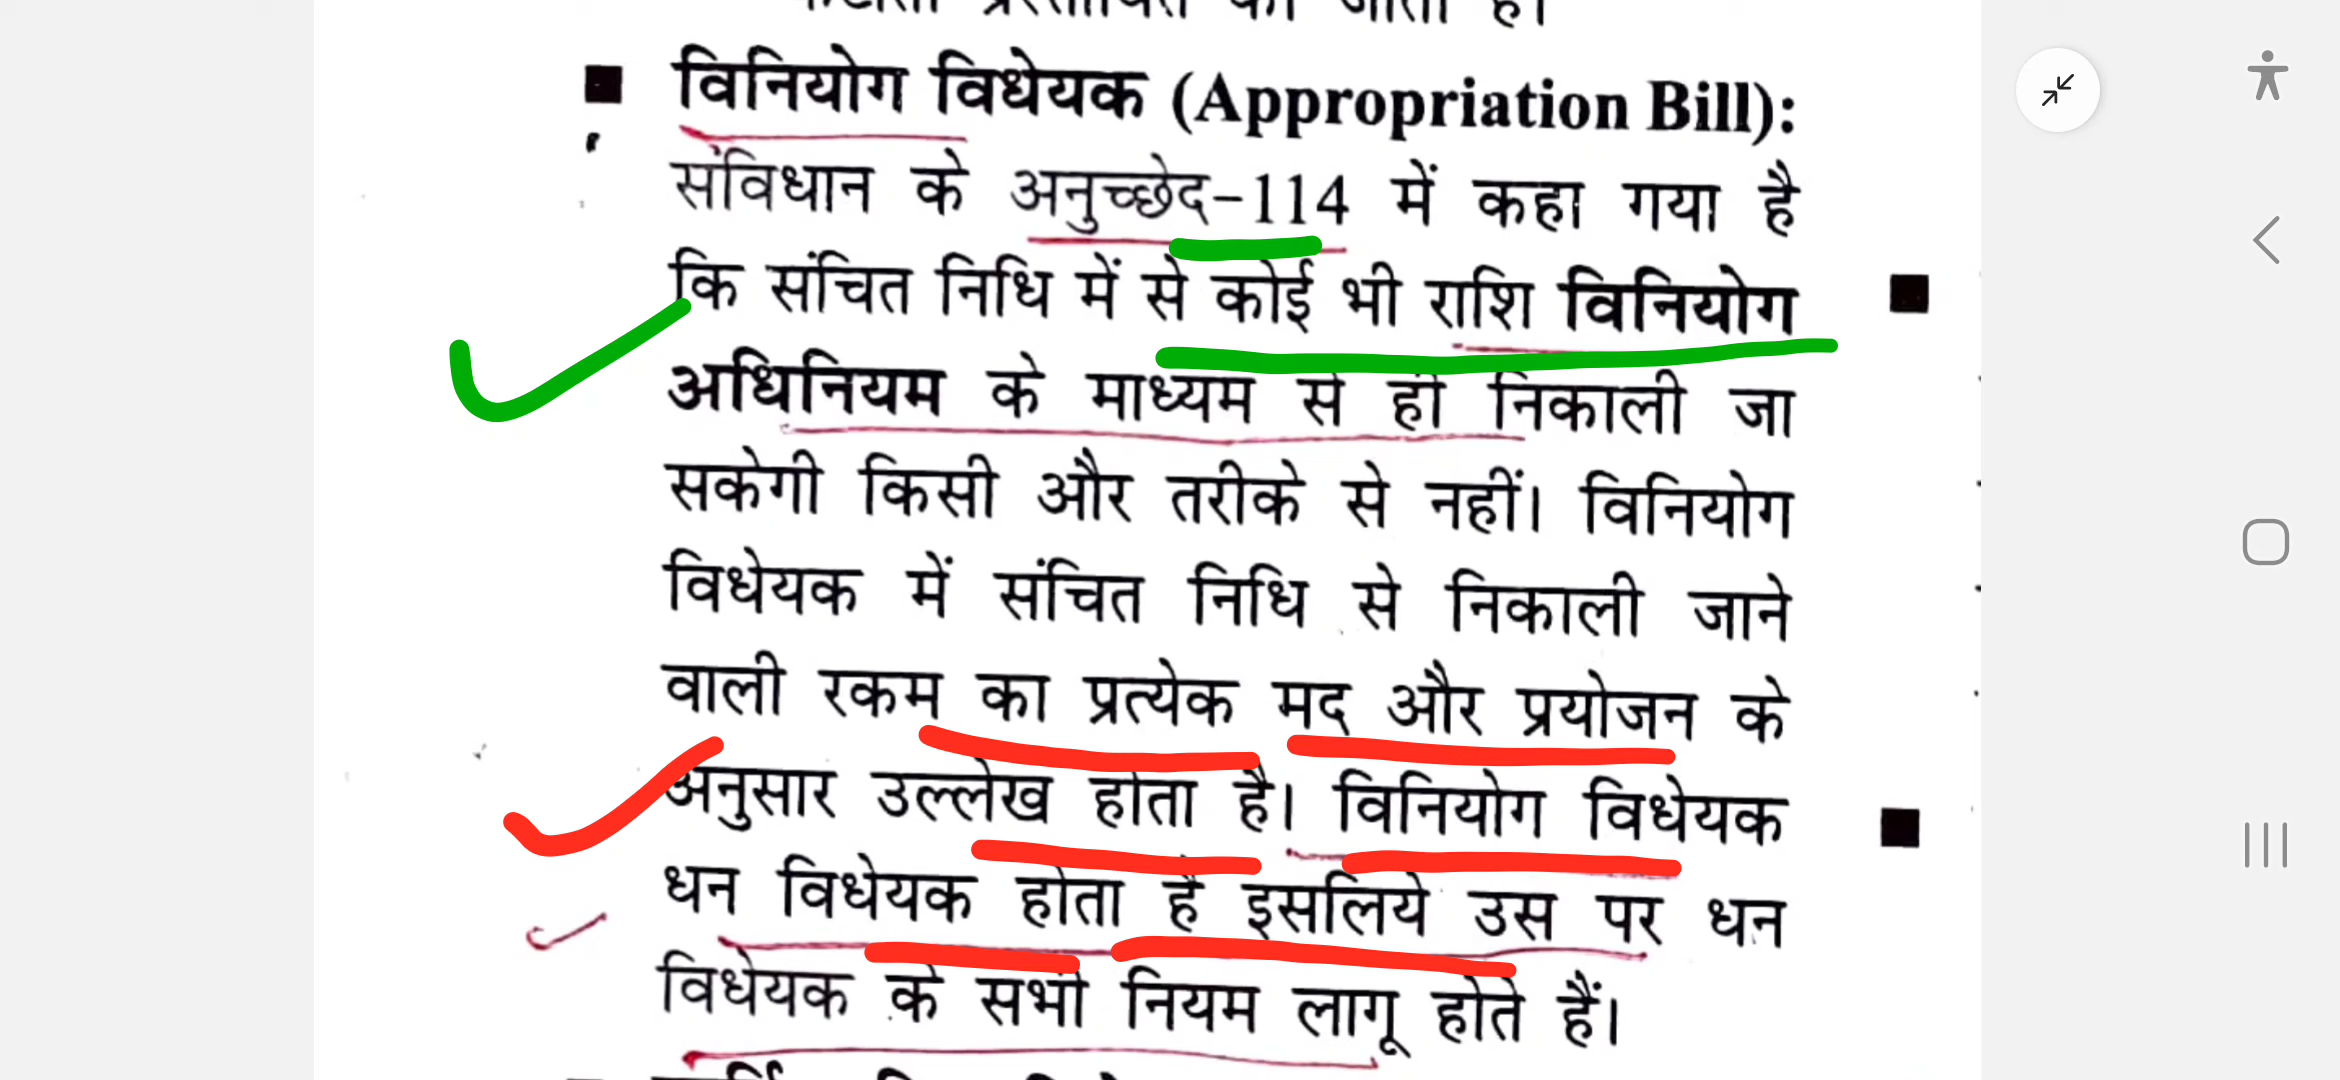 विनियोग विधेयक (Appropriation Bill):
संविधान के अनुच्छेद-114 में कहा गया है
कि संचित निधि में से कोई भी राशि विनियोग
अधिनियम के माध्यम से ही निकाली जा
सकेगी किसी और तरीके से नहीं। विनियोग
विधेयक में संचित निधि से निकाली जाने
वाली रकम का प्रत्येक मद और प्रयोजन के
अनुसार उल्लेख होता है। विनियोग विधेयक
धन विधेयक होता है इसलिये उस पर धन
विधेयक के सभी नियम लागू होते हैं।